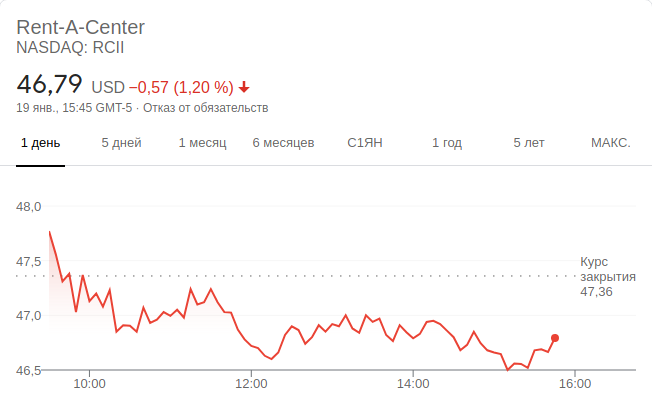 Rent-A-Center
NASDAQ: RCII
46,79 USD −0,57 (1,20 %)
19 янв., 15:45 GMT-5 · Отказ от обязательств
1 день 5 дней 1 месяц 6 месяцев С1ЯН 1 год 5 лет МАКС.
48,0
47,5
47,0
46,5
Курс
закрытия
47,36
10:00 12:00 14:00 16:00